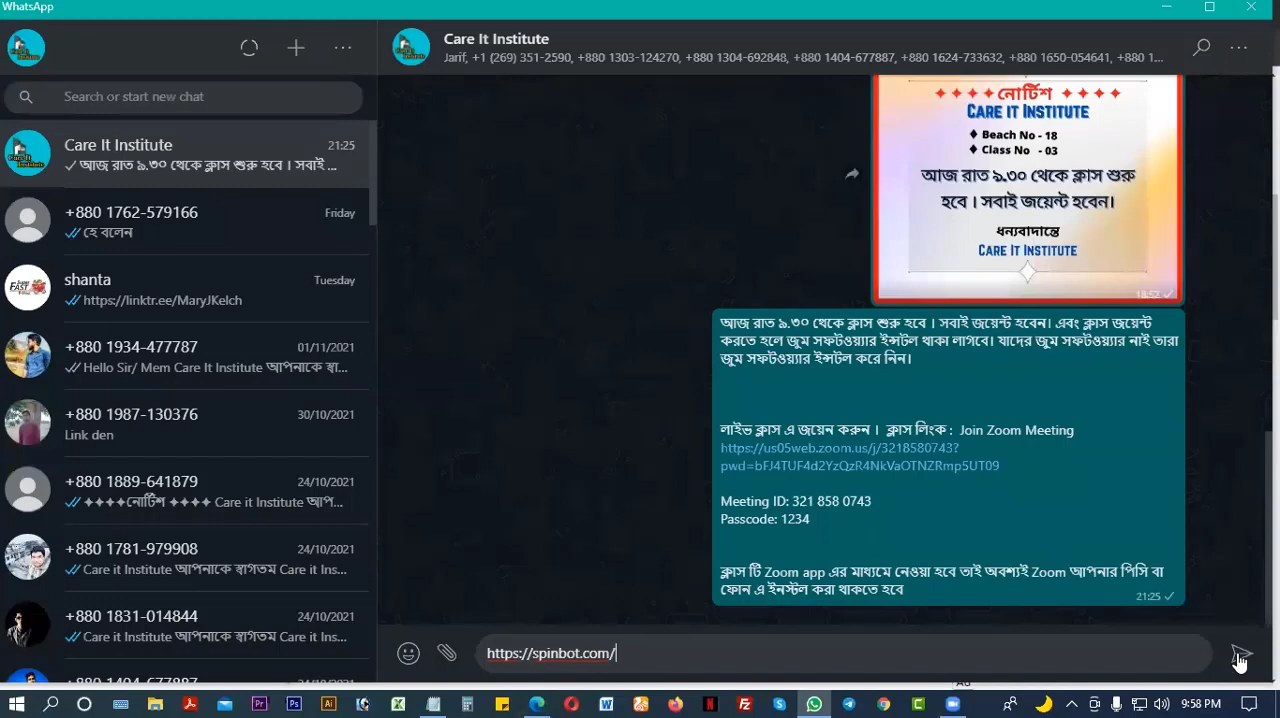 WhatsApp
Care It Institute
Jarif, +1 (269) 351-2590, +880 1303-124270, +880 1304-692848, +880 1404-677887, +880 1624-733632, +880 1650-054641, +880 1...
Search or start new chat
Care It Institute
21:25
আজ রাত ৯.৩০ থেকে ক্লাস শুরু হবে । সবাই ...
+880 1762-579166
Friday
হে বলেন
shanta
Tuesday
https://linktr.ee/MaryJKelch
+880 1934-477787
01/11/2021
Hello Sir/ Mem Care It Institute আপনাকে স্বা...
+880 1987-130376
30/10/2021
Link den
+880 1889-641879
24/10/2021
✦✦✦✦নোটিশ ✦✦✦✦ Care it Institute আপ...
+880 1781-979908
24/10/2021
Care it Institute আপনাকে স্বাগতম Care it Ins...
+880 1831-014844
24/10/2021
Care it Institute আপনাকে স্বাগতম Care it Ins...
+880 1404-677887
24/10/2021
✦ ✦ ✦ ✦ নোটিশ ✦ ✦ ✦ ✦
CARE IT INSTITUTE
♦ Beach No - 18
♦ Class No - 03
আজ রাত ৯.৩০ থেকে ক্লাস শুরু
হবে । সবাই জয়েন্ট হবেন।
ধন্যবাদান্তে
CARE IT INSTITUTE
18:52
আজ রাত ৯.৩০ থেকে ক্লাস শুরু হবে । সবাই জয়েন্ট হবেন। এবং ক্লাস জয়েন্ট
করতে হলে জুম সফটওয়্যার ইন্সটল থাকা লাগবে। যাদের জুম সফটওয়্যার নাই তারা
জুম সফটওয়্যার ইন্সটল করে নিন।
লাইভ ক্লাস এ জয়েন করুন । ক্লাস লিংক : Join Zoom Meeting
https://us05web.zoom.us/j/3218580743?
pwd=bFJ4TUF4d2YzQzR4NkVaOTNZRmp5UT09
Meeting ID: 321 858 0743
Passcode: 1234
ক্লাস টি Zoom app এর মাধ্যমে নেওয়া হবে তাই অবশ্যই Zoom আপনার পিসি বা
ফোন এ ইনস্টল করা থাকতে হবে
21:25
https://spinbot.com/
Ad
9:58 PM